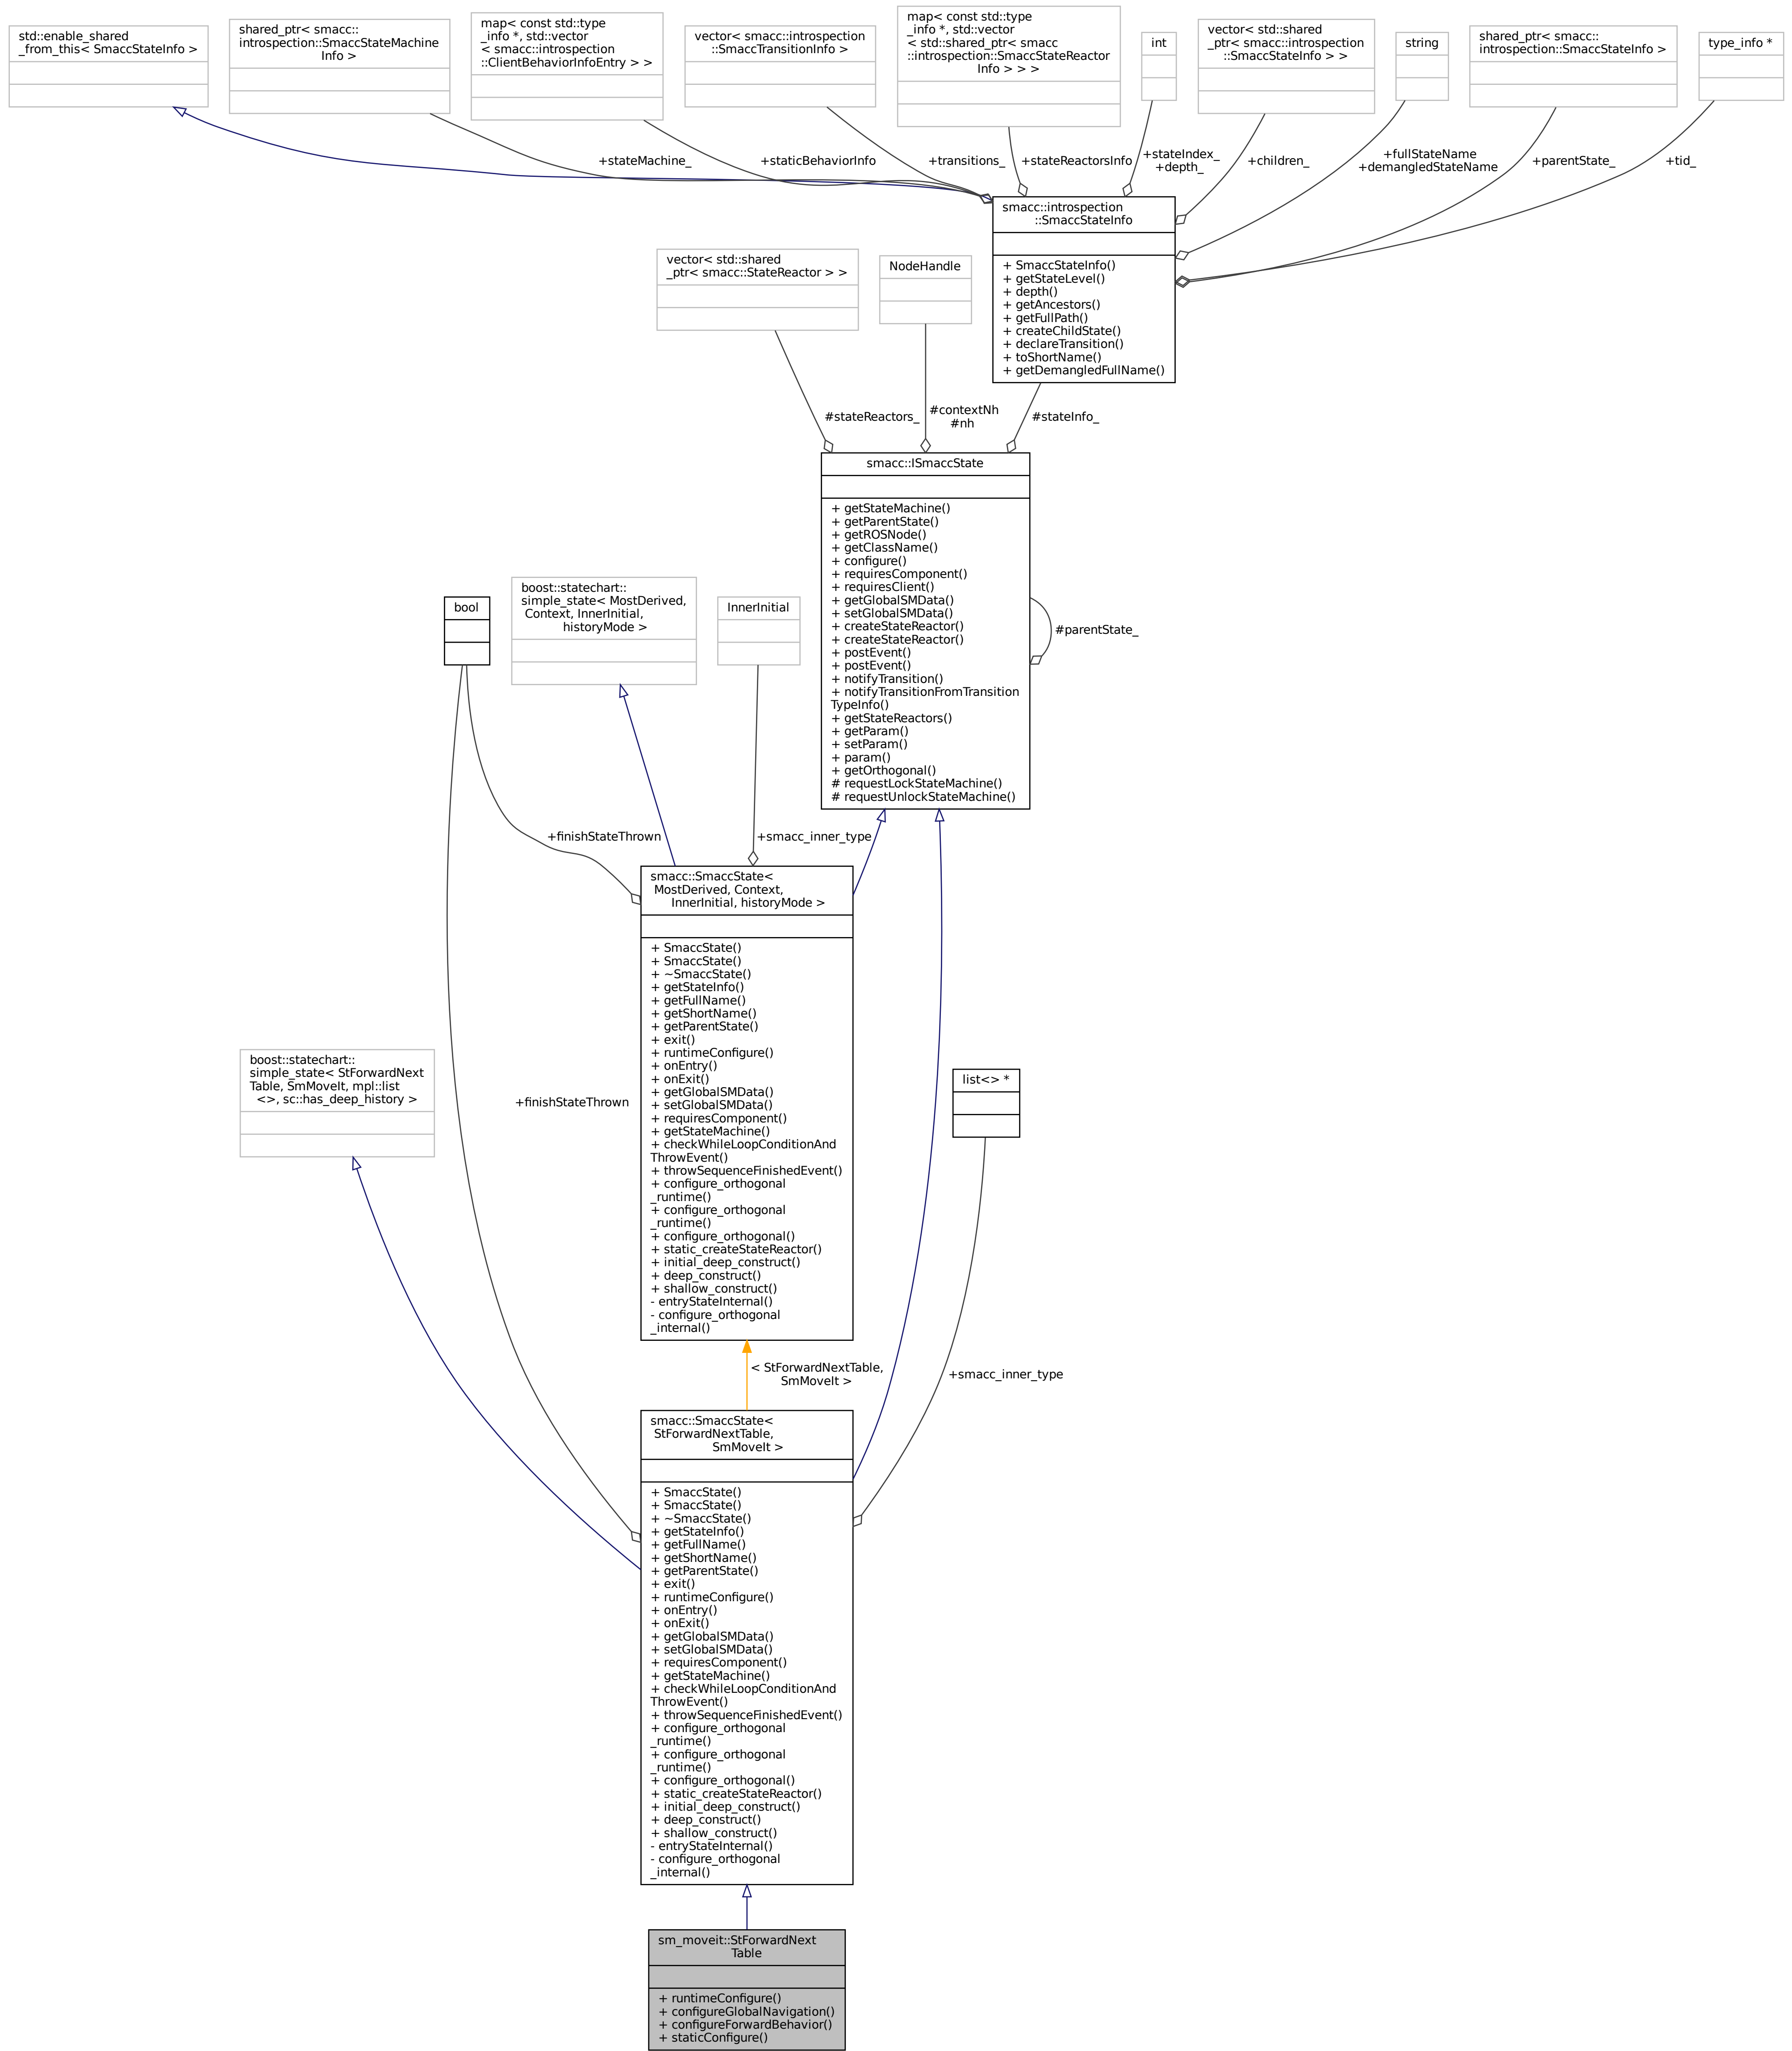 std::enable_shared
_from_this< SmaccStateInfo >
shared_ptr< smacc::
introspection::SmaccStateMachine
Info >
map< const std::type
_info *, std::vector
< smacc::introspection
::ClientBehaviorInfoEntry > >
vector< smacc::introspection
::SmaccTransitionInfo >
map< const std::type
_info *, std::vector
< std::shared_ptr< smacc
::introspection::SmaccStateReactor
Info > > >
int
vector< std::shared
_ptr< smacc::introspection
::SmaccStateInfo > >
string
shared_ptr< smacc::
introspection::SmaccStateInfo >
type_info *
+stateMachine_
+staticBehaviorInfo
+transitions_
+stateReactorsInfo
+stateIndex_
+depth_
+children_
+fullStateName
+demangledStateName
+parentState_
+tid_
smacc::introspection
::SmaccStateInfo
+ SmaccStateInfo()
+ getStateLevel()
+ depth()
+ getAncestors()
+ getFullPath()
+ createChildState()
+ declareTransition()
+ toShortName()
+ getDemangledFullName()
vector< std::shared
_ptr< smacc::StateReactor > >
NodeHandle
#stateReactors_
#contextNh
#nh
#stateInfo_
smacc::ISmaccState
+ getStateMachine()
+ getParentState()
+ getROSNode()
+ getClassName()
+ configure()
+ requiresComponent()
+ requiresClient()
+ getGlobalSMData()
+ setGlobalSMData()
+ createStateReactor()
+ createStateReactor()
+ postEvent()
+ postEvent()
+ notifyTransition()
+ notifyTransitionFromTransition
TypeInfo()
+ getStateReactors()
+ getParam()
+ setParam()
+ param()
+ getOrthogonal()
# requestLockStateMachine()
# requestUnlockStateMachine()
#parentState_
bool
boost::statechart::
simple_state< MostDerived,
Context, InnerInitial,
historyMode >
InnerInitial
+finishStateThrown
+smacc_inner_type
smacc::SmaccState<
MostDerived, Context,
InnerInitial, historyMode >
+ SmaccState()
+ SmaccState()
+ ~SmaccState()
+ getStateInfo()
+ getFullName()
+ getShortName()
+ getParentState()
+ exit()
+ runtimeConfigure()
+ onEntry()
+ onExit()
+ getGlobalSMData()
+ setGlobalSMData()
+ requiresComponent()
+ getStateMachine()
+ checkWhileLoopConditionAnd
ThrowEvent()
+ throwSequenceFinishedEvent()
+ configure_orthogonal
_runtime()
+ configure_orthogonal
_runtime()
+ configure_orthogonal()
+ static_createStateReactor()
+ initial_deep_construct()
+ deep_construct()
+ shallow_construct()
- entryStateInternal()
- configure_orthogonal
_internal()
boost::statechart::
simple_state< StForwardNext
Table, SmMoveIt, mpl::list
<>, sc::has_deep_history >
+finishStateThrown
list<> *
< StForwardNextTable,
SmMoveIt >
+smacc_inner_type
smacc::SmaccState<
StForwardNextTable,
SmMoveIt >
+ SmaccState()
+ SmaccState()
+ ~SmaccState()
+ getStateInfo()
+ getFullName()
+ getShortName()
+ getParentState()
+ exit()
+ runtimeConfigure()
+ onEntry()
+ onExit()
+ getGlobalSMData()
+ setGlobalSMData()
+ requiresComponent()
+ getStateMachine()
+ checkWhileLoopConditionAnd
ThrowEvent()
+ throwSequenceFinishedEvent()
+ configure_orthogonal
_runtime()
+ configure_orthogonal
_runtime()
+ configure_orthogonal()
+ static_createStateReactor()
+ initial_deep_construct()
+ deep_construct()
+ shallow_construct()
- entryStateInternal()
- configure_orthogonal
_internal()
sm_moveit::StForwardNext
Table
+ runtimeConfigure()
+ configureGlobalNavigation()
+ configureForwardBehavior()
+ staticConfigure()